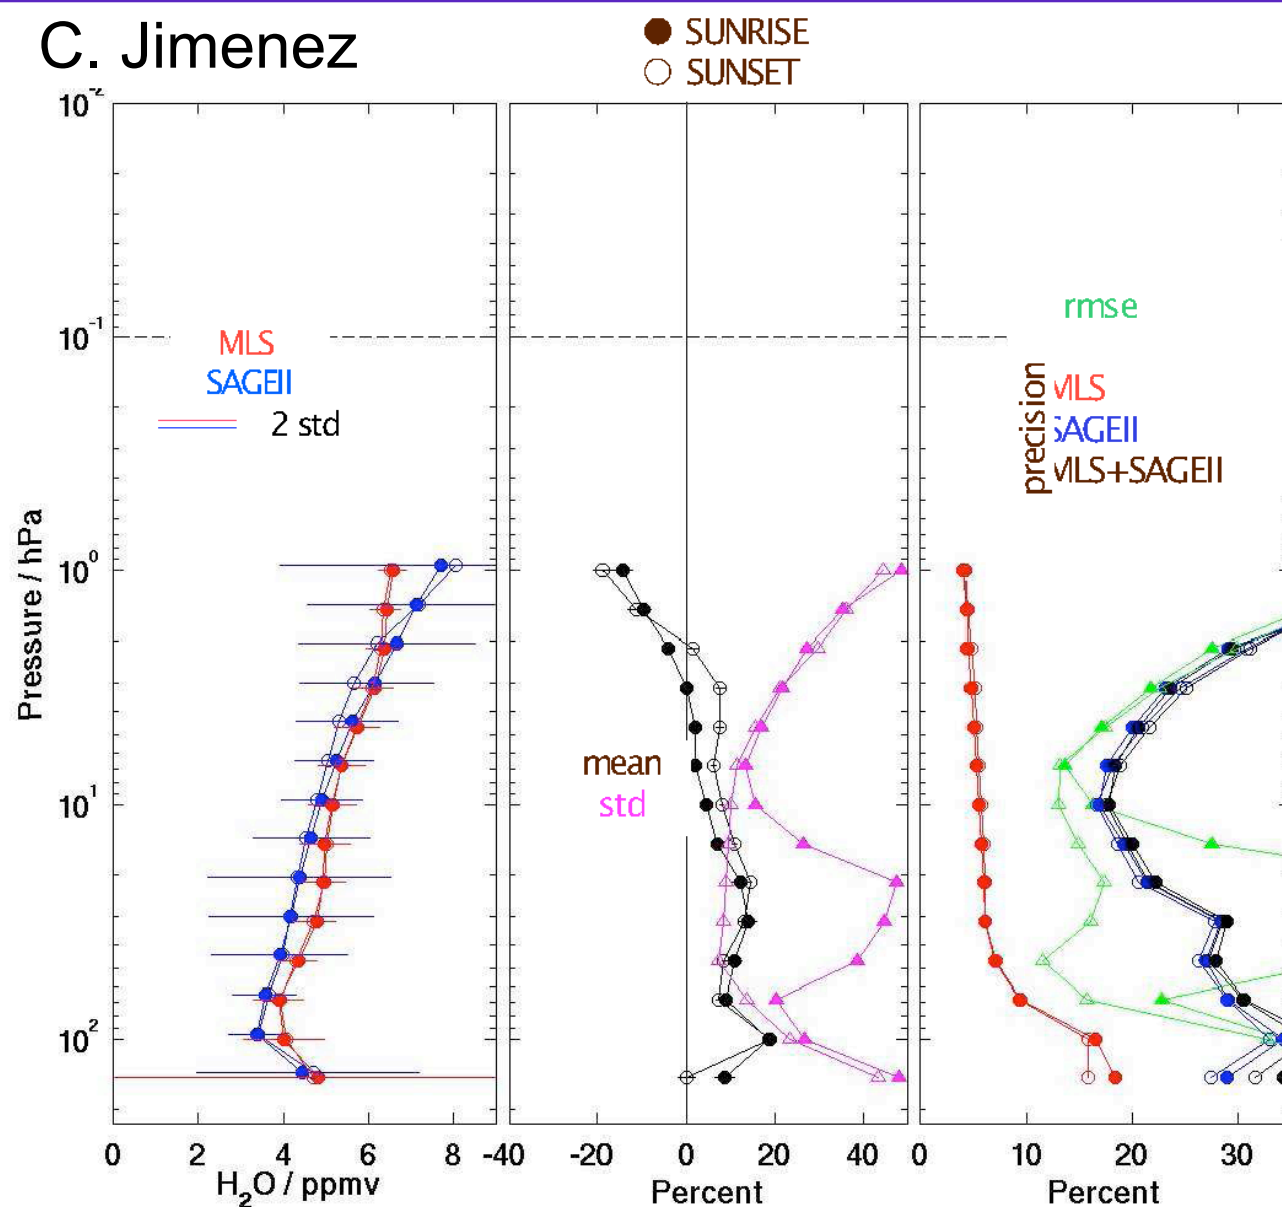 C. Jimenez
SUNRISE
SUNSET
10-2
10-1
100
101
102
Pressure / hPa
MLS
SAGEII
2 std
0 2 4 6 8
H2O / ppmv
mean
std
-40 -20 0 20 40
Percent
rmse
precision
MLS
SAGEII
MLS+SAGEII
0 10 20 30
Percent